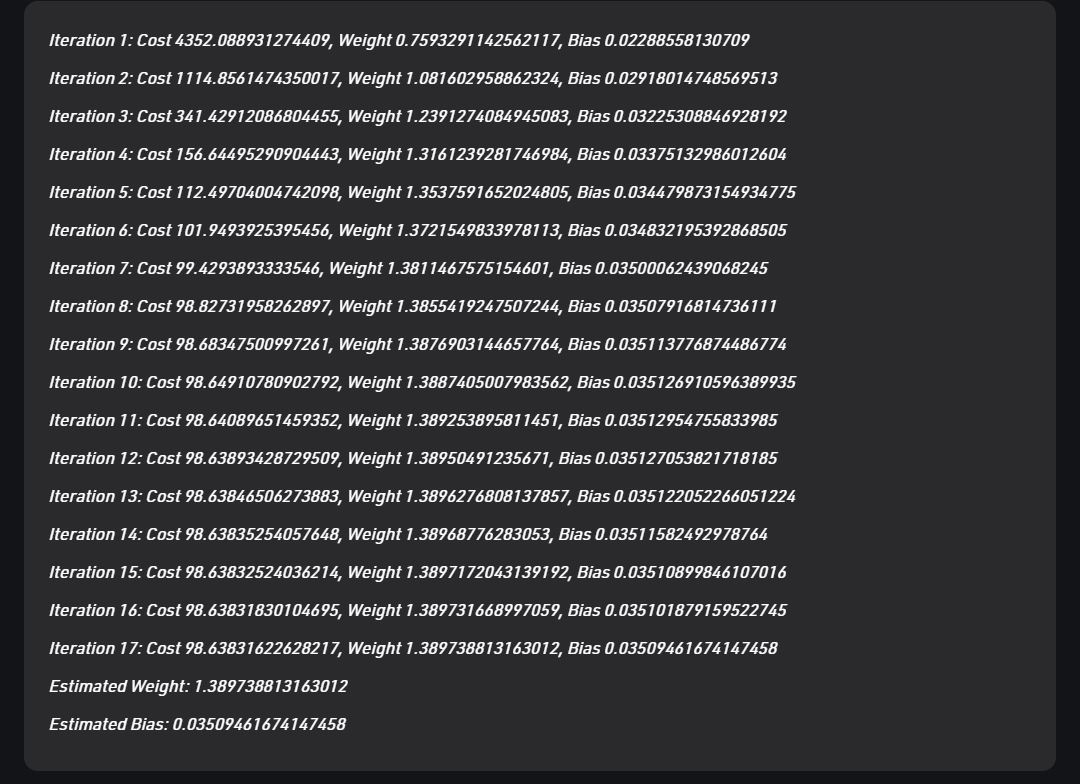 Iteration 1: Cost 4352.088931274409, Weight 0.7593291142562117, Bias 0.02288558130709
Iteration 2: Cost 1114.8561474350017, Weight 1.081602958862324, Bias 0.02918014748569513
Iteration 3: Cost 341.42912086804455, Weight 1.2391274084945083, Bias 0.03225308846928192
Iteration 4: Cost 156.64495290904443, Weight 1.3161239281746984, Bias 0.03375132986012604
Iteration 5: Cost 112.49704004742098, Weight 1.3537591652024805, Bias 0.034479873154934775
Iteration 6: Cost 101.9493925395456, Weight 1.3721549833978113, Bias 0.034832195392868505
Iteration 7: Cost 99.4293893333546, Weight 1.3811467575154601, Bias 0.03500062439068245
Iteration 8: Cost 98.82731958262897, Weight 1.3855419247507244, Bias 0.03507916814736111
Iteration 9: Cost 98.68347500997261, Weight 1.3876903144657764, Bias 0.035113776874486774
Iteration 10: Cost 98.64910780902792, Weight 1.3887405007983562, Bias 0.035126910596389935
Iteration 11: Cost 98.64089651459352, Weight 1.389253895811451, Bias 0.03512954755833985
Iteration 12: Cost 98.63893428729509, Weight 1.38950491235671, Bias 0.035127053821718185
Iteration 13: Cost 98.63846506273883, Weight 1.3896276808137857, Bias 0.035122052266051224
Iteration 14: Cost 98.63835254057648, Weight 1.38968776283053, Bias 0.03511582492978764
Iteration 15: Cost 98.63832524036214, Weight 1.3897172043139192, Bias 0.03510899846107016
Iteration 16: Cost 98.63831830104695, Weight 1.389731668997059, Bias 0.035101879159522745
Iteration 17: Cost 98.63831622628217, Weight 1.389738813163012, Bias 0.03509461674147458
Estimated Weight: 1.389738813163012
Estimated Bias: 0.03509461674147458